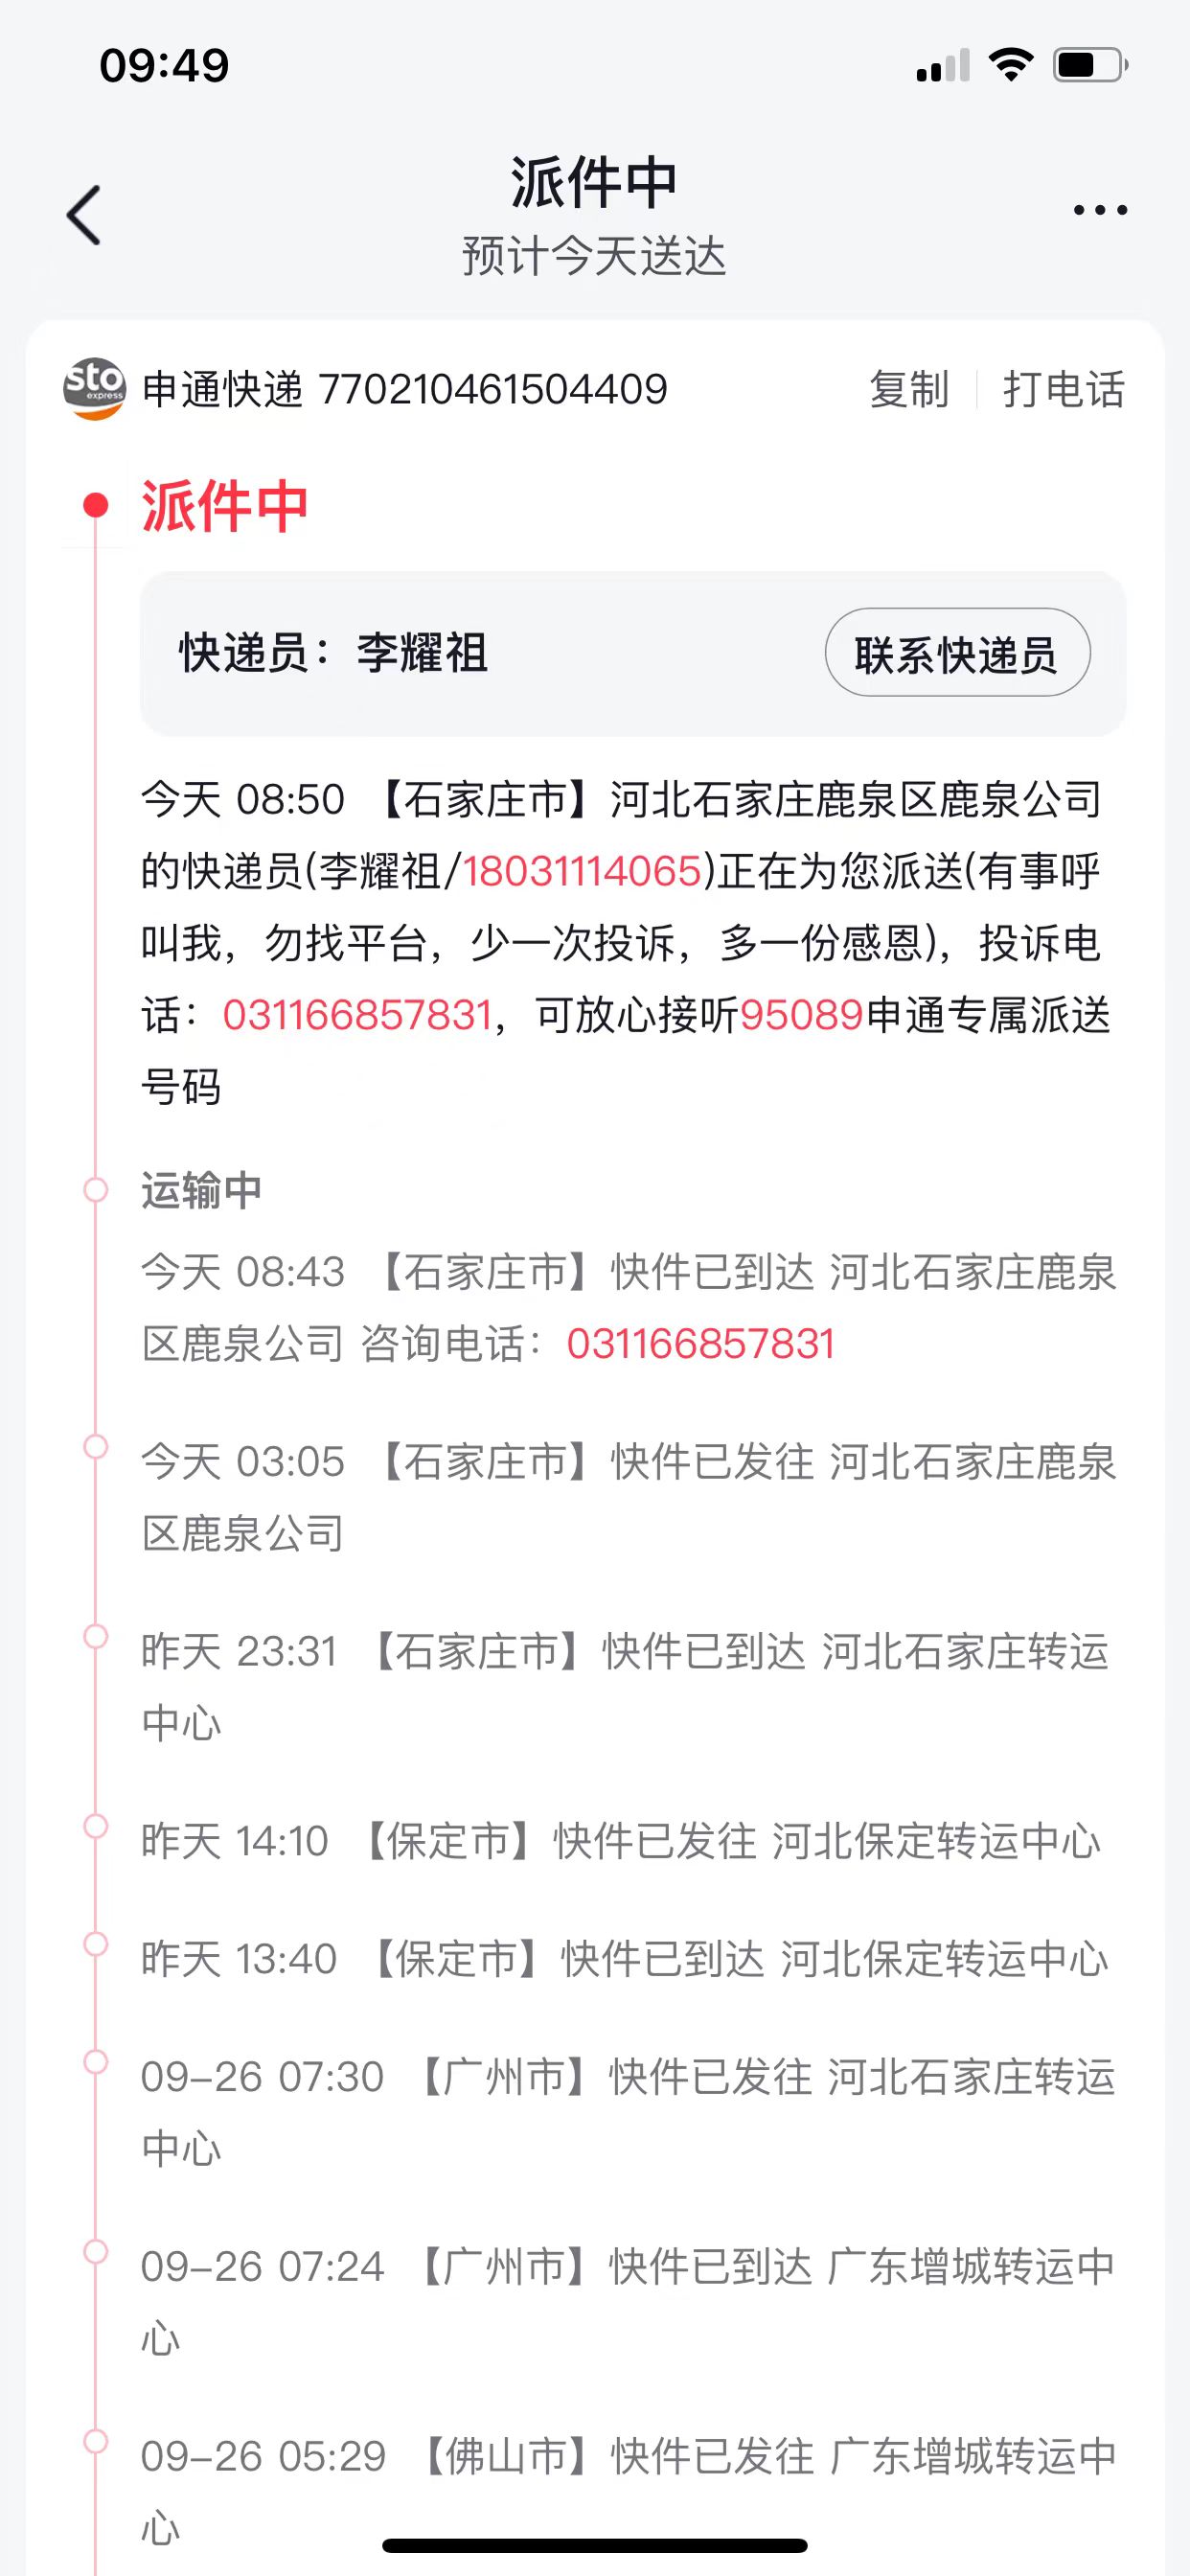 09:49
派件中
预计今天送达
sto express 申通快递 770210461504409 复制 打电话
派件中
快递员：李耀祖 联系快递员
今天 08:50 【石家庄市】河北石家庄鹿泉区鹿泉公司
的快递员(李耀祖/18031114065)正在为您派送(有事呼
叫我，勿找平台，少一次投诉，多一份感恩)，投诉电
话：031166857831，可放心接听95089申通专属派送
号码
运输中
今天 08:43 【石家庄市】快件已到达 河北石家庄鹿泉
区鹿泉公司 咨询电话：031166857831
今天 03:05 【石家庄市】快件已发往 河北石家庄鹿泉
区鹿泉公司
昨天 23:31 【石家庄市】快件已到达 河北石家庄转运
中心
昨天 14:10 【保定市】快件已发往 河北保定转运中心
昨天 13:40 【保定市】快件已到达 河北保定转运中心
09-26 07:30 【广州市】快件已发往 河北石家庄转运
中心
09-26 07:24 【广州市】快件已到达 广东增城转运中
心
09-26 05:29 【佛山市】快件已发往 广东增城转运中
心